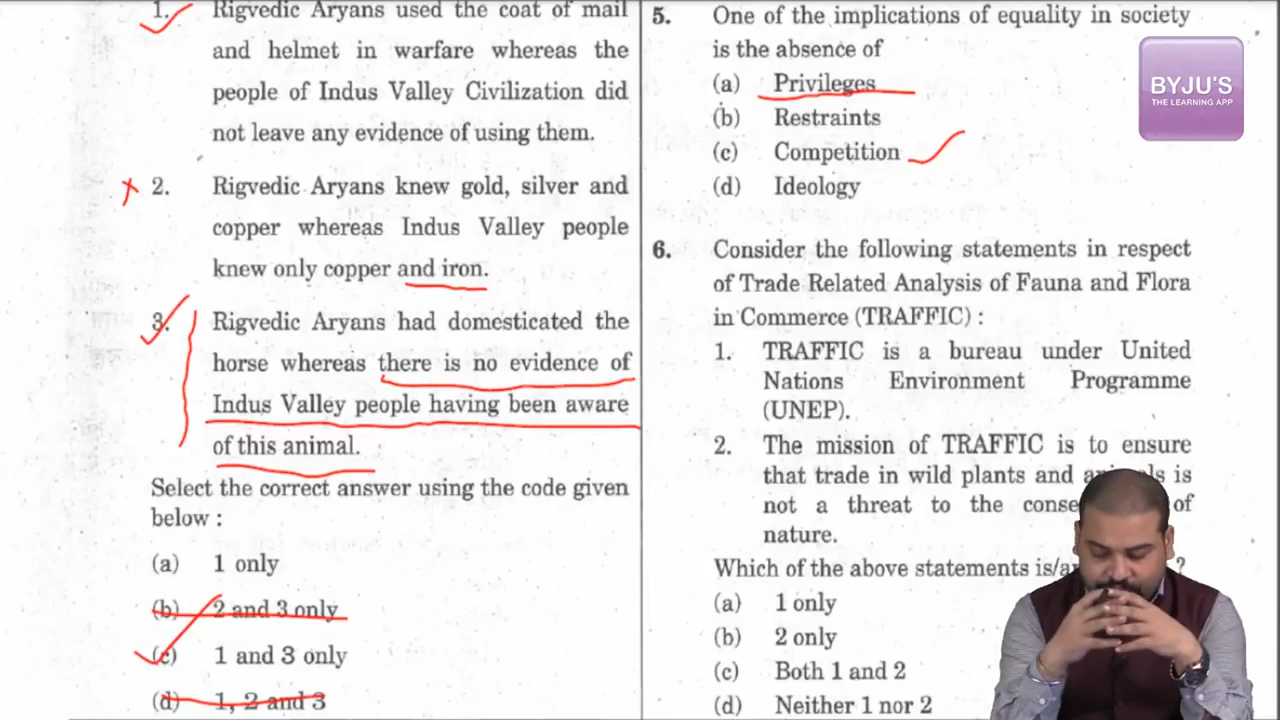 1. Rigvedic Aryans used the coat of mail
and helmet in warfare whereas the
people of Indus Valley Civilization did
not leave any evidence of using them.
2. Rigvedic Aryans knew gold, silver and
copper whereas Indus Valley people
knew only copper and iron.
3. Rigvedic Aryans had domesticated the
horse whereas there is no evidence of
Indus Valley people having been aware
of this animal.
Select the correct answer using the code given
below :
(a) 1 only
(b) 2 and 3 only
(c) 1 and 3 only
(d) 1, 2 and 3
5. One of the implications of equality in society
is the absence of
(a) Privileges
(b) Restraints
(c) Competition
(d) Ideology
6. Consider the following statements in respect
of Trade Related Analysis of Fauna and Flora
in Commerce (TRAFFIC) :
1. TRAFFIC is a bureau under United
Nations Environment Programme
(UNEP).
2. The mission of TRAFFIC is to ensure
that trade in wild plants and is
not a threat to the of
nature.
Which of the above statements ?
(a) 1 only
(b) 2 only
(c) Both 1 and 2
(d) Neither 1 nor 2
BYJU'S
THE LEARNING APP